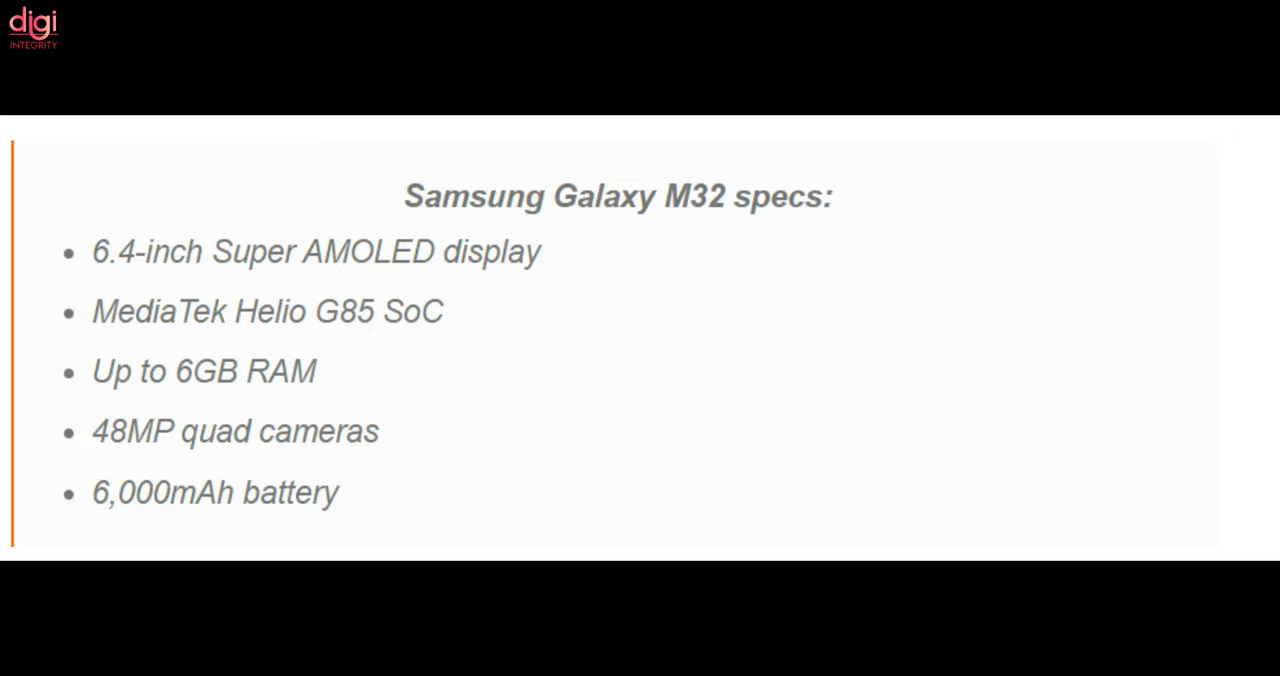 digi
INTEGRITY
Samsung Galaxy M32 specs:
• 6.4-inch Super AMOLED display
• MediaTek Helio G85 SoC
• Up to 6GB RAM
• 48MP quad cameras
• 6,000mAh battery